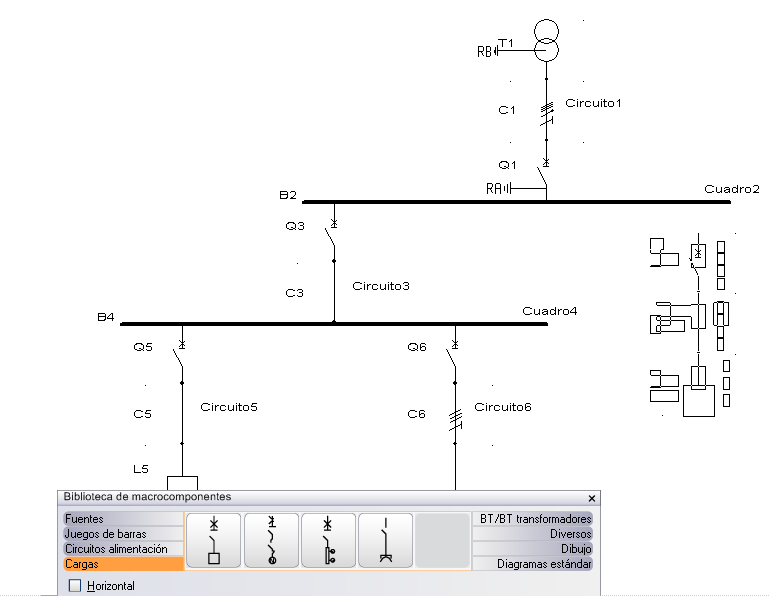 T1
RB
C1
Circuito1
Q1
RA
Cuadro2
B2
Q3
C3
Circuito3
Cuadro4
B4
Q5
Q6
C5
Circuito5
C6
Circuito6
L5
Biblioteca de macrocomponentes
Fuentes
Juegos de barras
Circuitos alimentación
Cargas
BT/BT transformadores
Diversos
Dibujo
Diagramas estándar
Horizontal